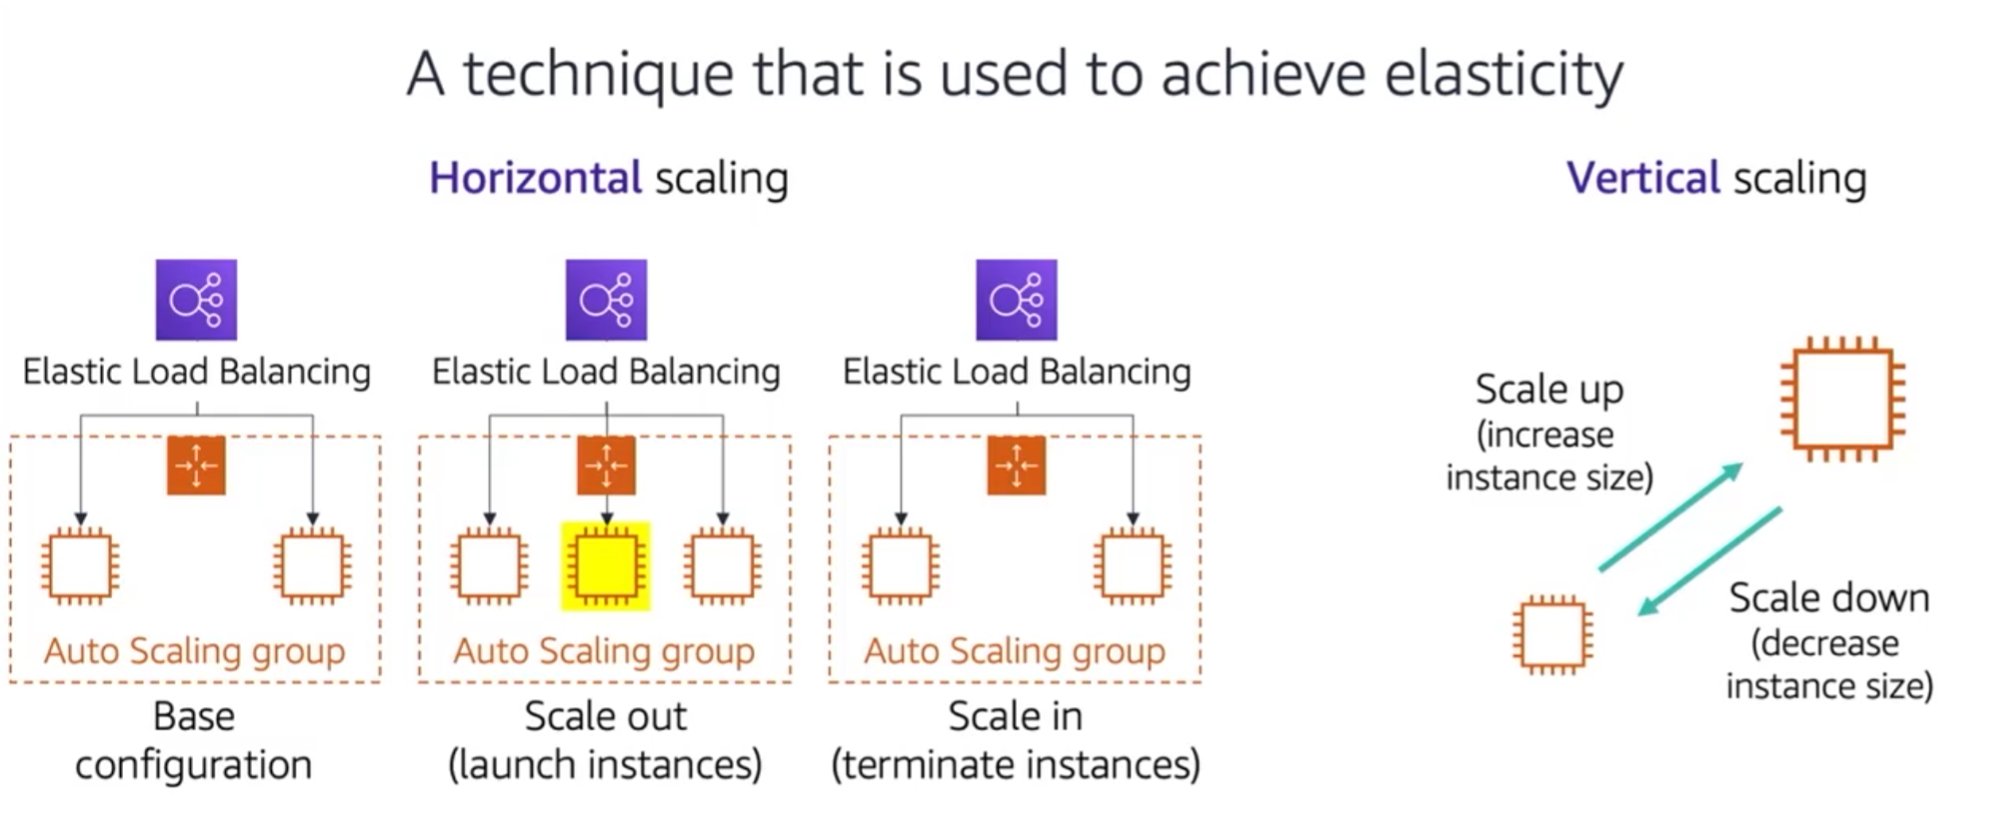 A technique that is used to achieve elasticity
Horizontal scaling
Elastic Load Balancing
Auto Scaling group
Base
configuration
Elastic Load Balancing
Auto Scaling group
Scale out
(launch instances)
Elastic Load Balancing
Auto Scaling group
Scale in
(terminate instances)
Vertical scaling
Scale up
(increase
instance size)
Scale down
(decrease
instance size)